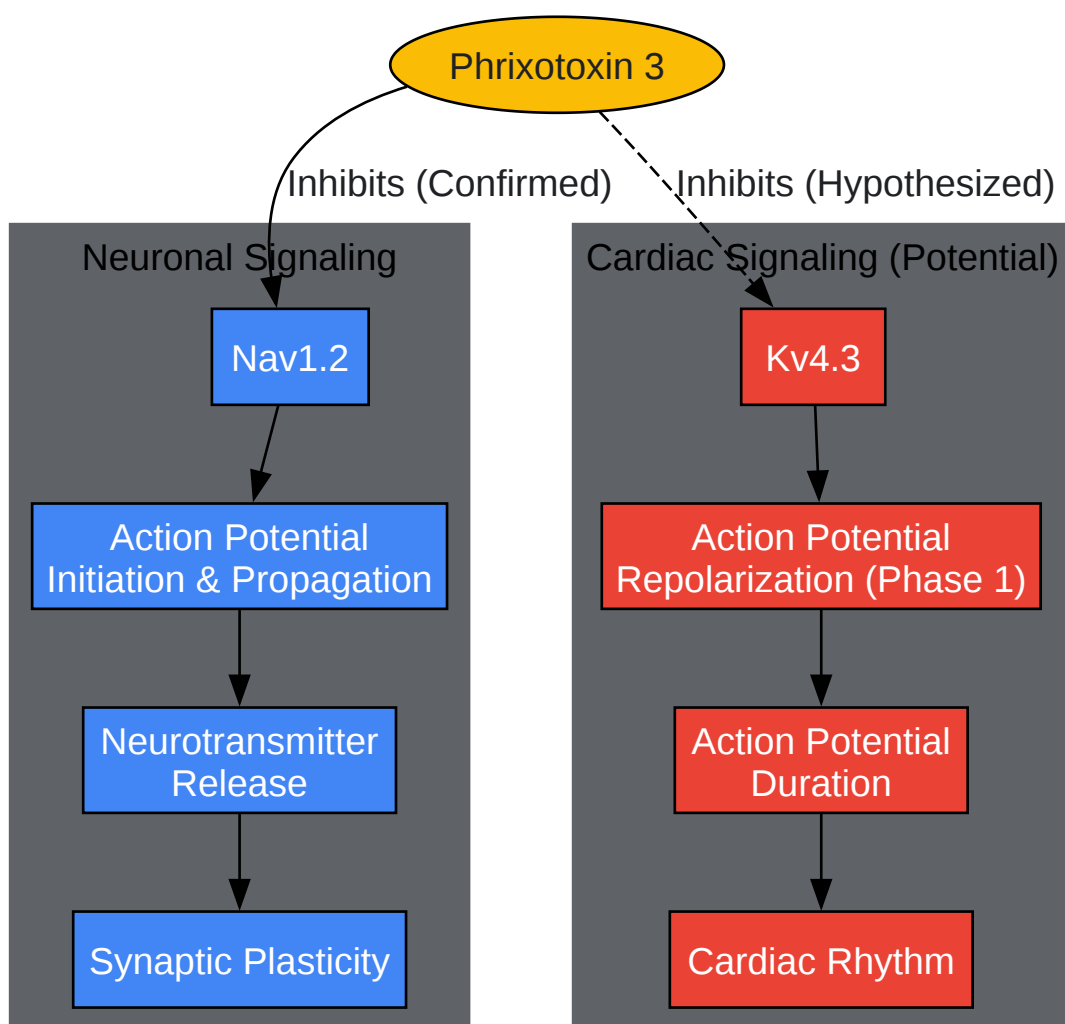 Phrixotoxin 3
Inhibits (Confirmed)
Inhibits (Hypothesized)
Neuronal Signaling
Cardiac Signaling (Potential)
Nav1.2
Kv4.3
Action Potential
Initiation & Propagation
Action Potential
Repolarization (Phase 1)
Neurotransmitter
Release
Action Potential
Duration
Synaptic Plasticity
Cardiac Rhythm